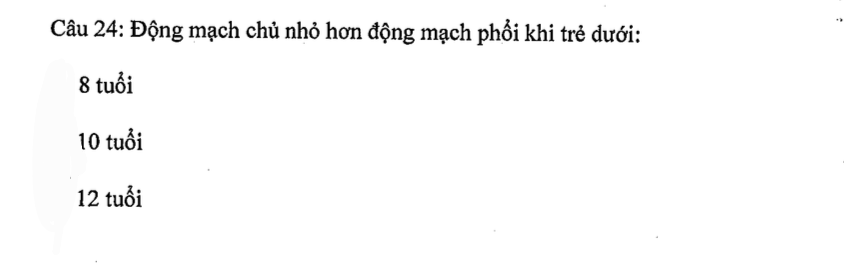 Câu 24: Động mạch chủ nhỏ hơn động mạch phổi khi trẻ dưới:
8 tuổi
10 tuổi
12 tuổi